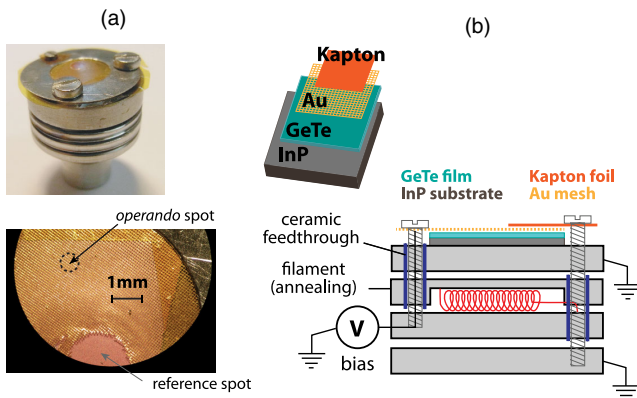 (a)
(b)
Kapton
Au
GeTe
InP
GeTe film
InP substrate
Kapton foil
Au mesh
operando spot
1mm
reference spot
ceramic
feedthrough
filament
(annealing)
V
bias